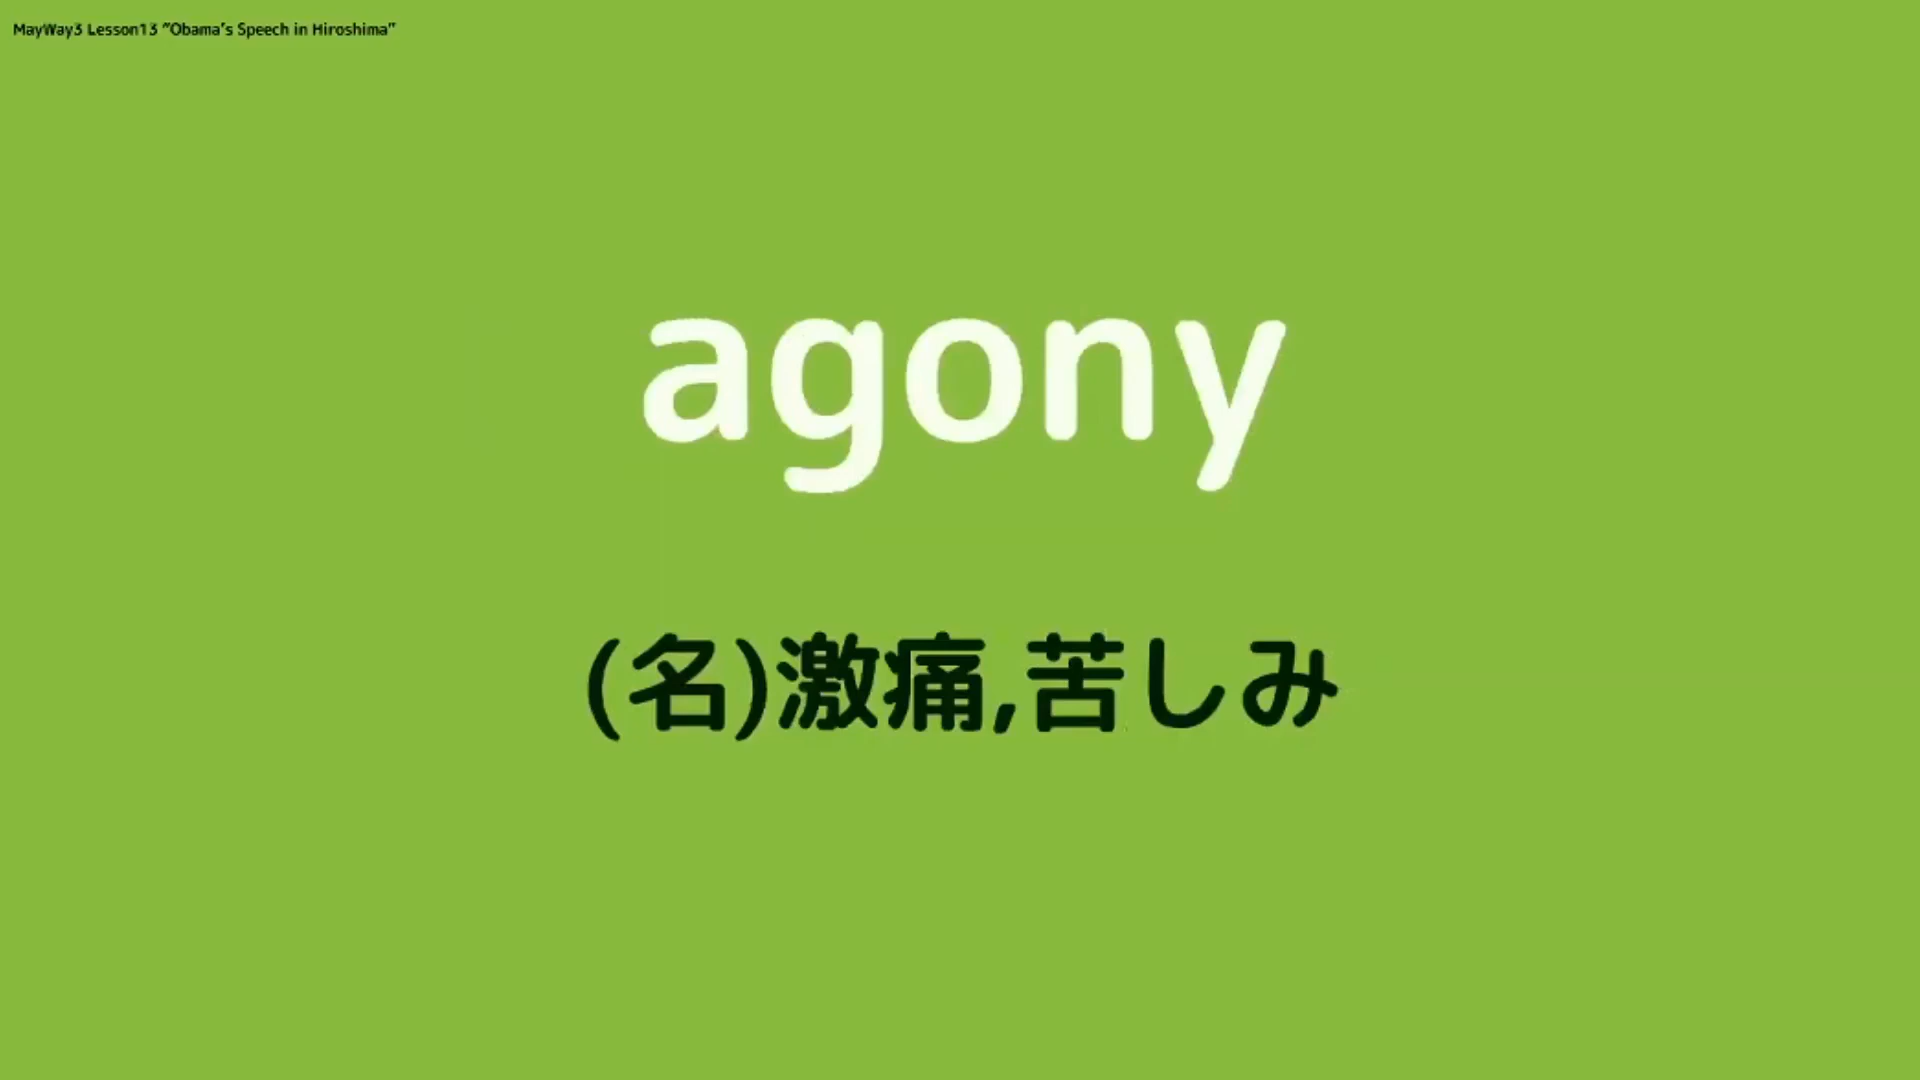 MayWay3 Lesson13 “Obama’s Speech in Hiroshima”
agony
(名)激痛,苦しみ